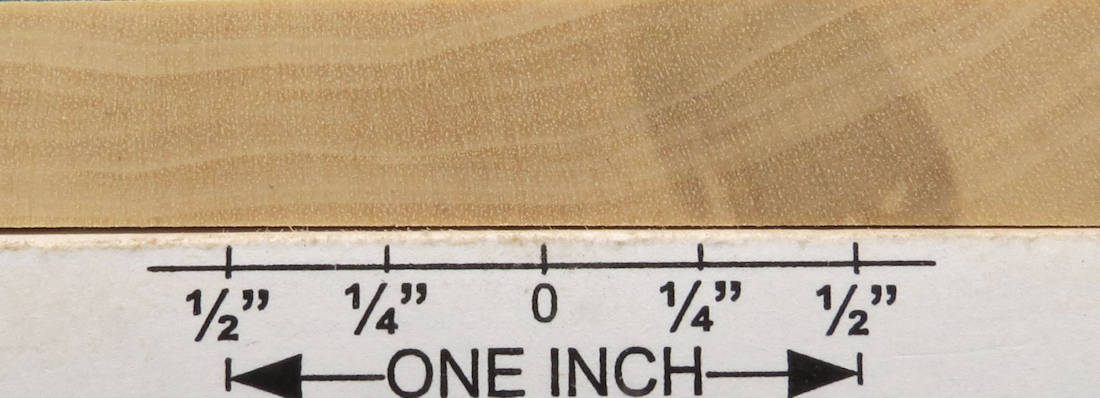 ½” ¼” 0 ¼” ½”
ONE INCH